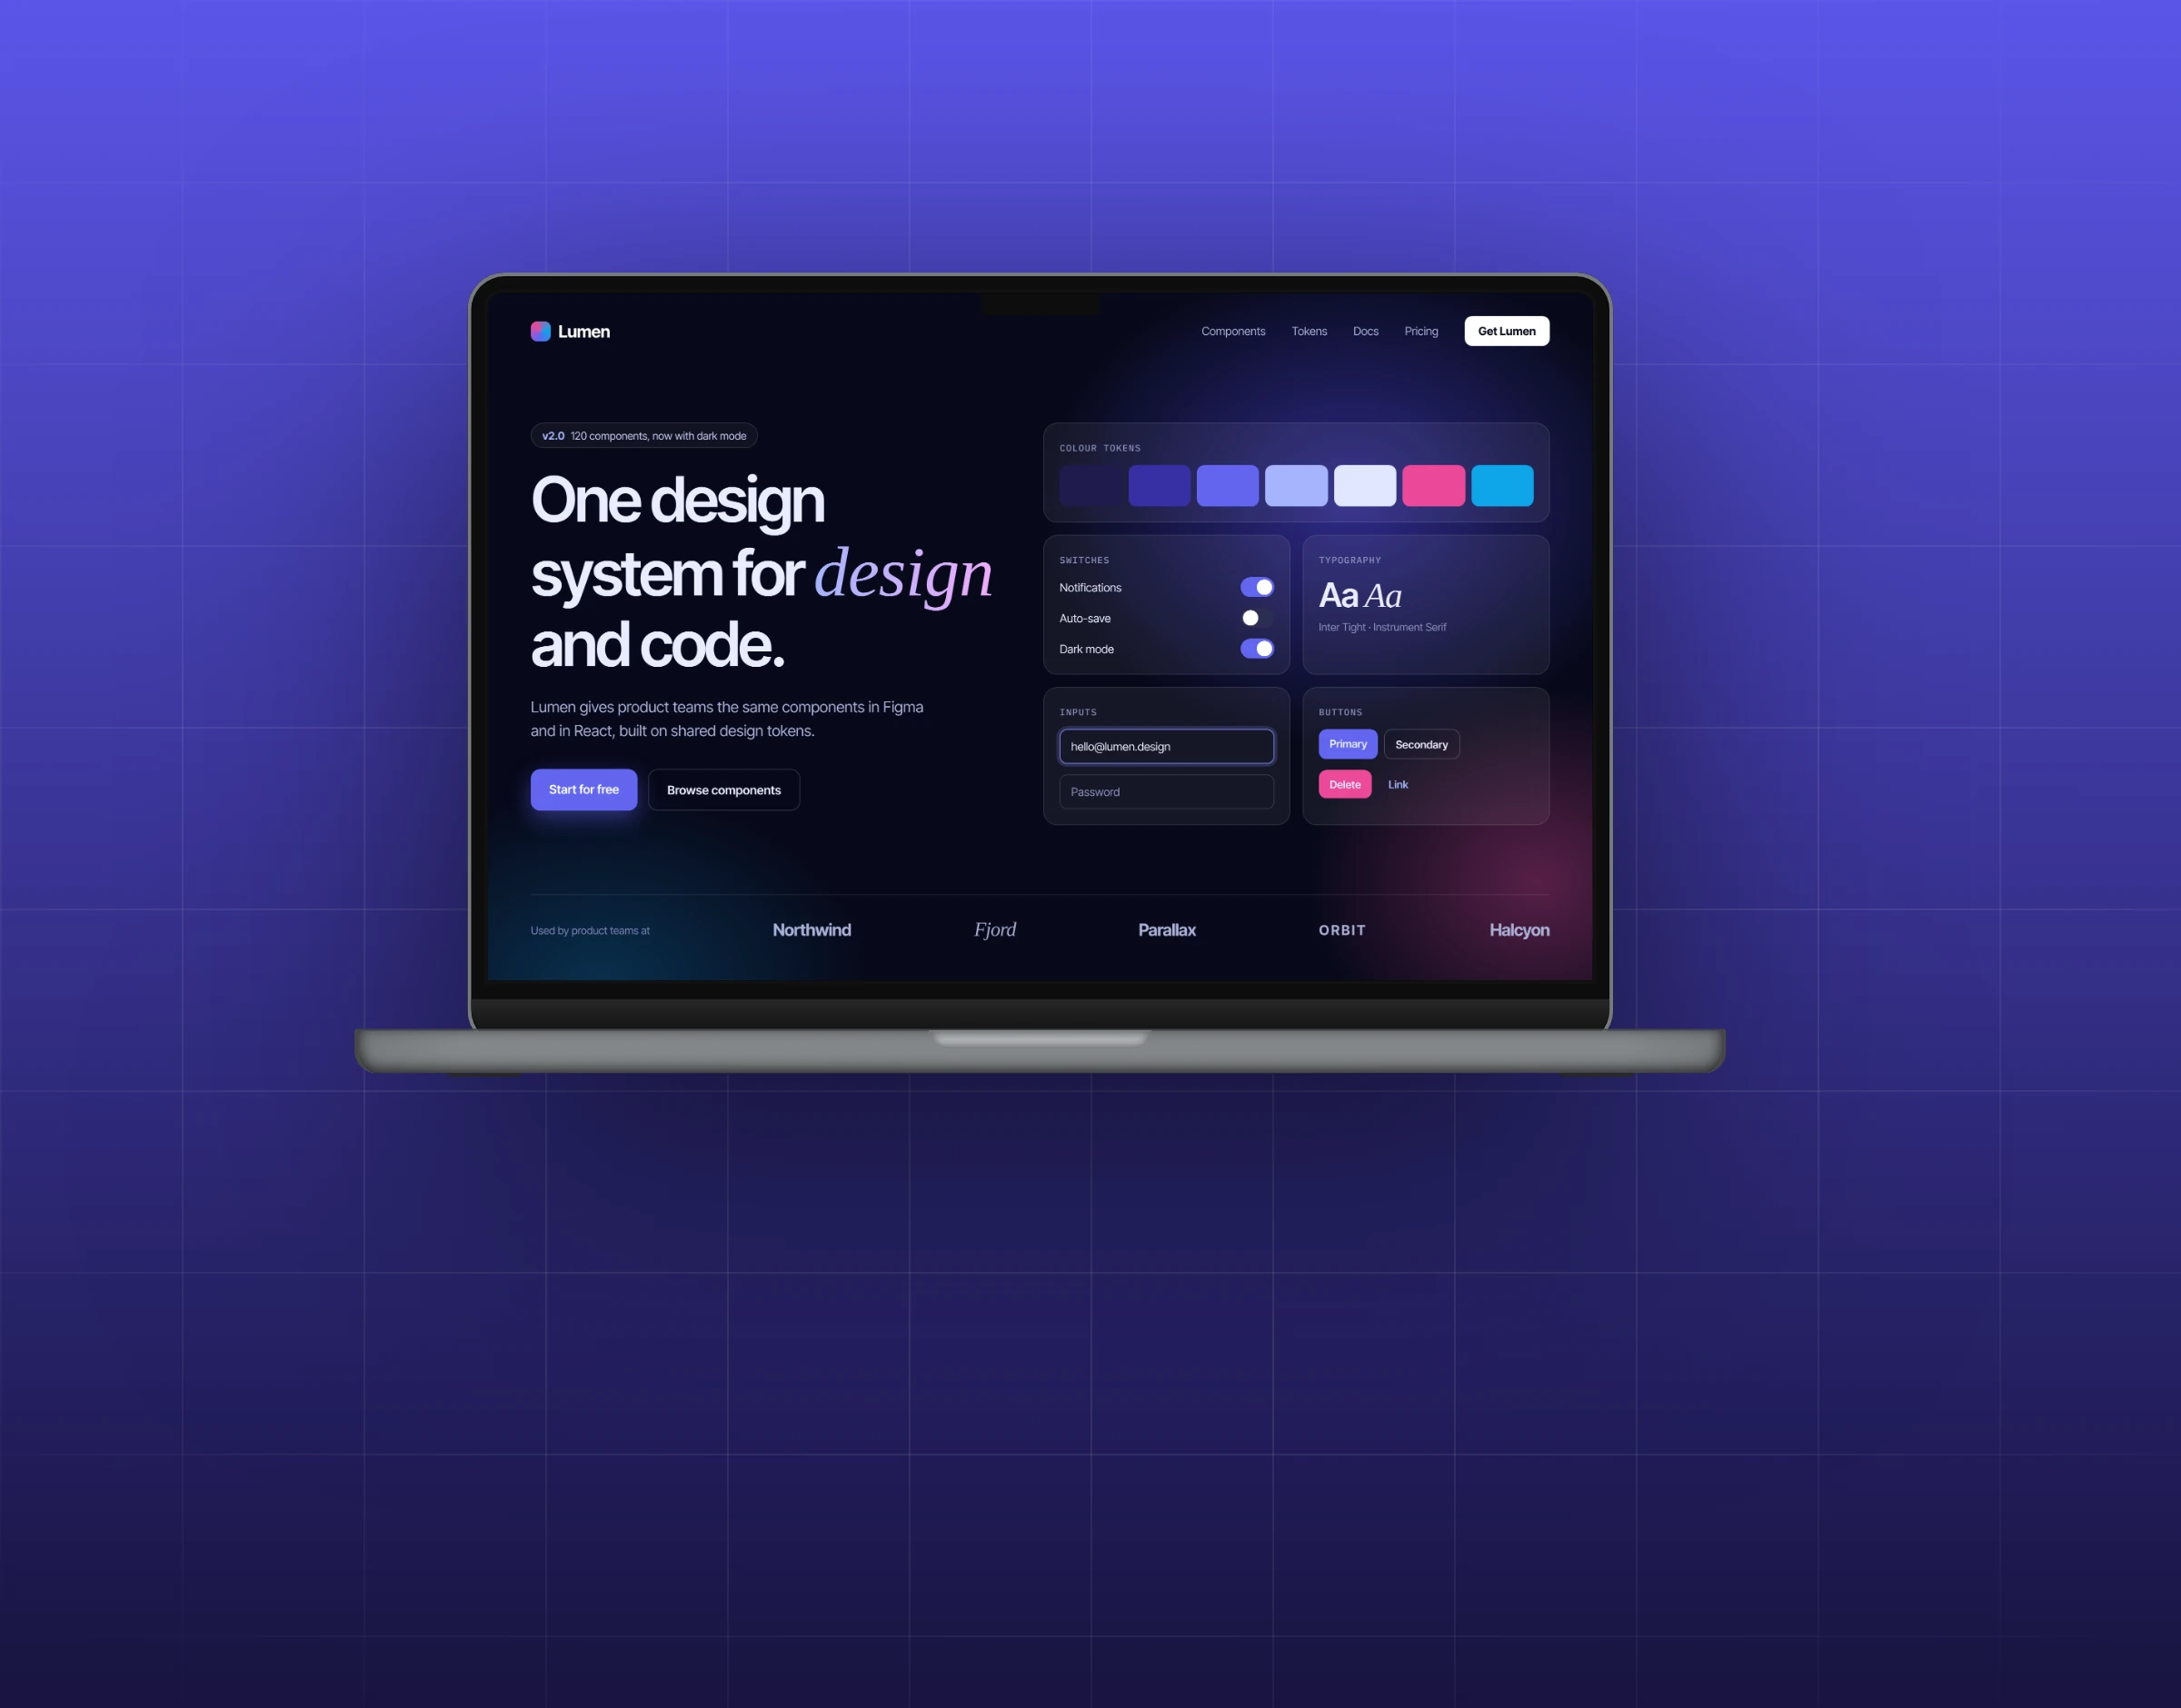 Lumen
Components
Tokens
Docs
Pricing
Get Lumen
v2.0 120 components, now with dark mode
One design
system for design
and code.
Lumen gives product teams the same components in Figma
and in React, built on shared design tokens.
Start for free
Browse components
COLOUR TOKENS
SWITCHES
Notifications
Auto-save
Dark mode
TYPOGRAPHY
Aa Aa
Inter Tight · Instrument Serif
INPUTS
hello@lumen.design
Password
BUTTONS
Primary
Secondary
Delete
Link
Used by product teams at
Northwind
Fjord
Parallax
ORBIT
Halcyon